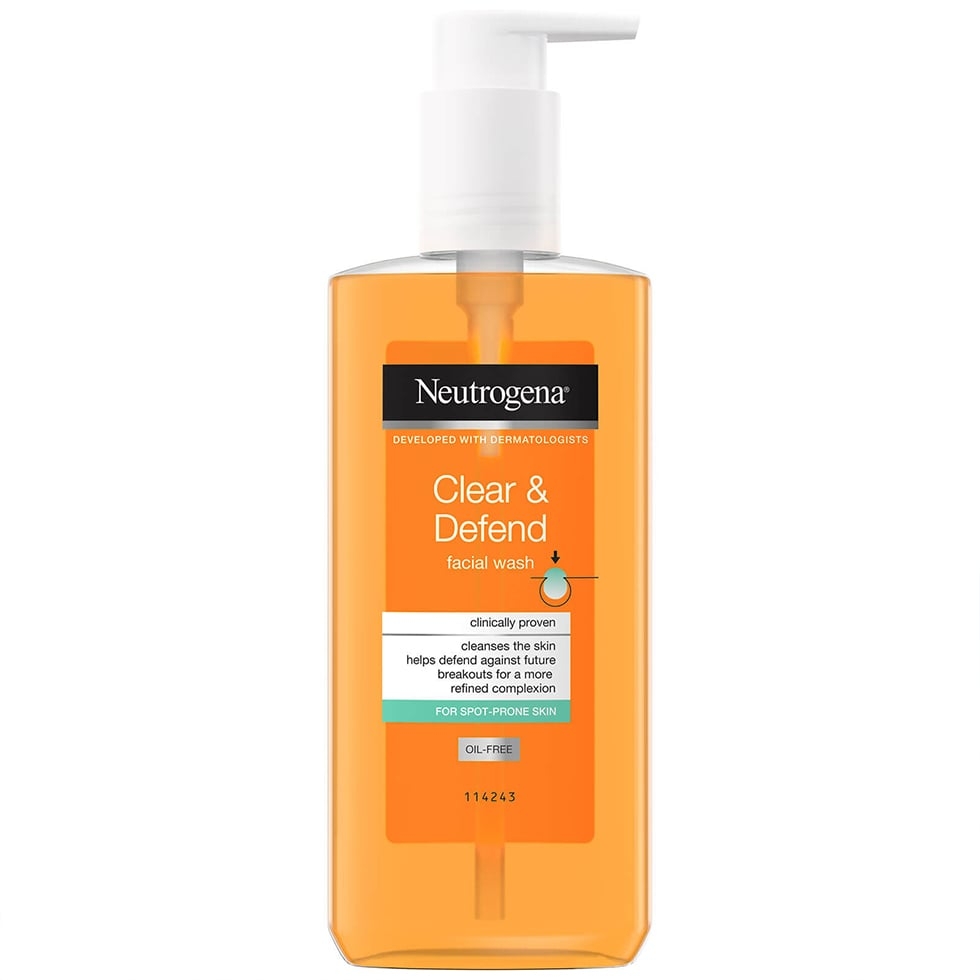 Neutrogena®
DEVELOPED WITH DERMATOLOGISTS
Clear &
Defend
facial wash
clinically proven
cleanses the skin
helps defend against future
breakouts for a more
refined complexion
FOR SPOT-PRONE SKIN
OIL-FREE
114243